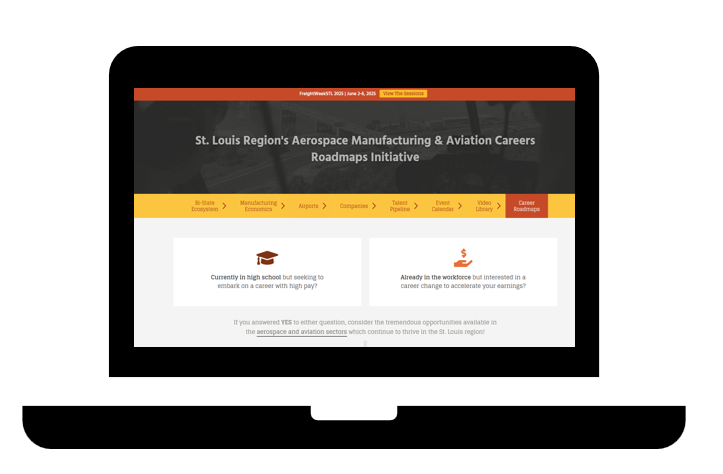 FreightWeekSTL 2025 | June 2-6, 2025 View The Sessions
St. Louis Region's Aerospace Manufacturing & Aviation Careers
Roadmaps Initiative
Bi-State
Ecosystem
Manufacturing
Economics
Airports
Companies
Talent
Pipeline
Event
Calendar
Video
Library
Career
Roadmaps
Currently in high school but seeking to
embark on a career with high pay?
Already in the workforce but interested in a
career change to accelerate your earnings?
If you answered YES to either question, consider the tremendous opportunities available in
the aerospace and aviation sectors which continue to thrive in the St. Louis region!